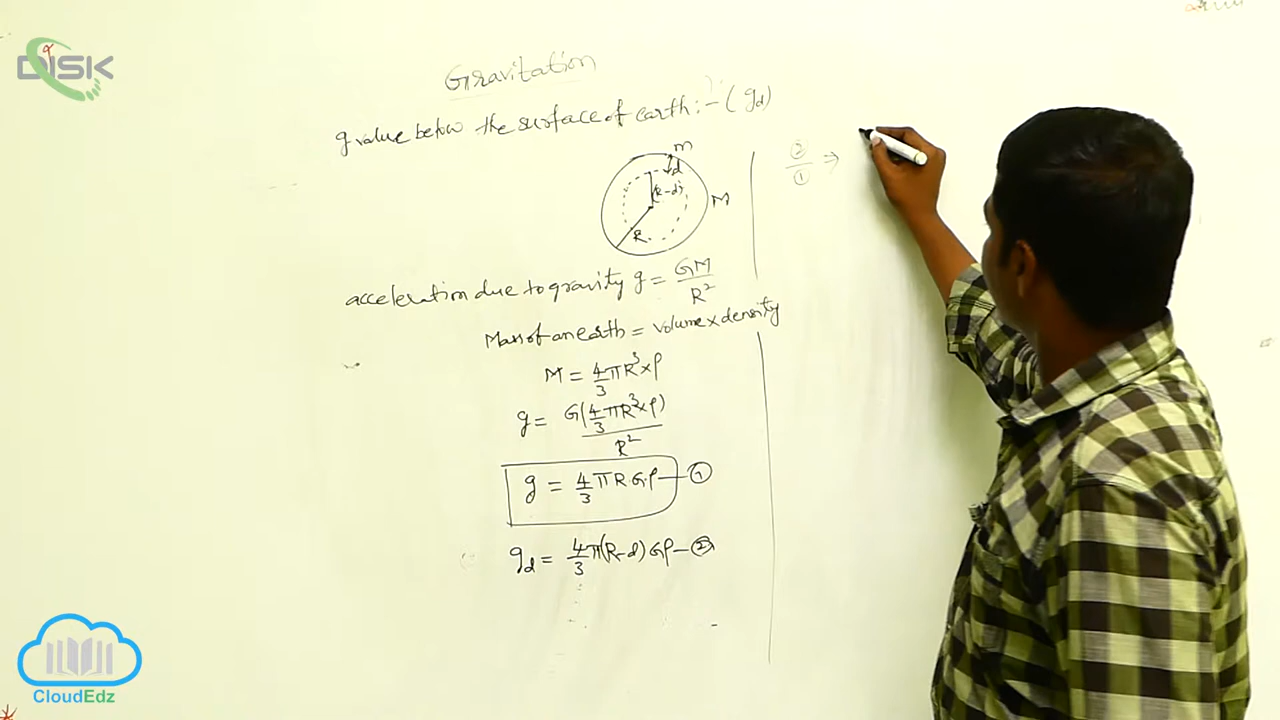 DISK
Gravitation
g value below the surface of earth :- (gd)
m
d
(R-d)
M
R
acceleration due to gravity g = GM/R²
Mass of an earth = volume × density
M = 4/3 πR³ × ρ
g = G(4/3 πR³ × ρ)/R²
g = 4/3 πR.G.ρ — ①
gd = 4/3 π(R-d) Gρ — ②
②/① ⇒
CloudEdz